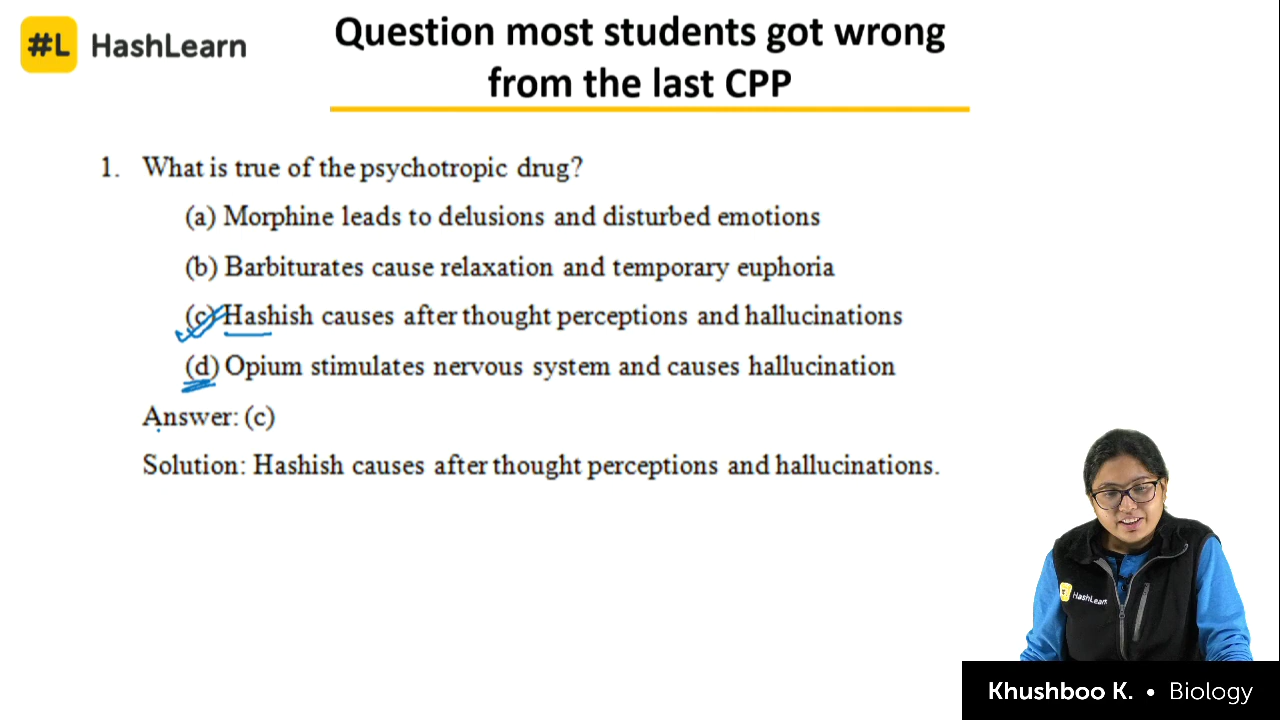 #L HashLearn
Question most students got wrong
from the last CPP
1. What is true of the psychotropic drug?
(a) Morphine leads to delusions and disturbed emotions
(b) Barbiturates cause relaxation and temporary euphoria
(c) Hashish causes after thought perceptions and hallucinations
(d) Opium stimulates nervous system and causes hallucination
Answer: (c)
Solution: Hashish causes after thought perceptions and hallucinations.
# HashLearn
Khushboo K. • Biology